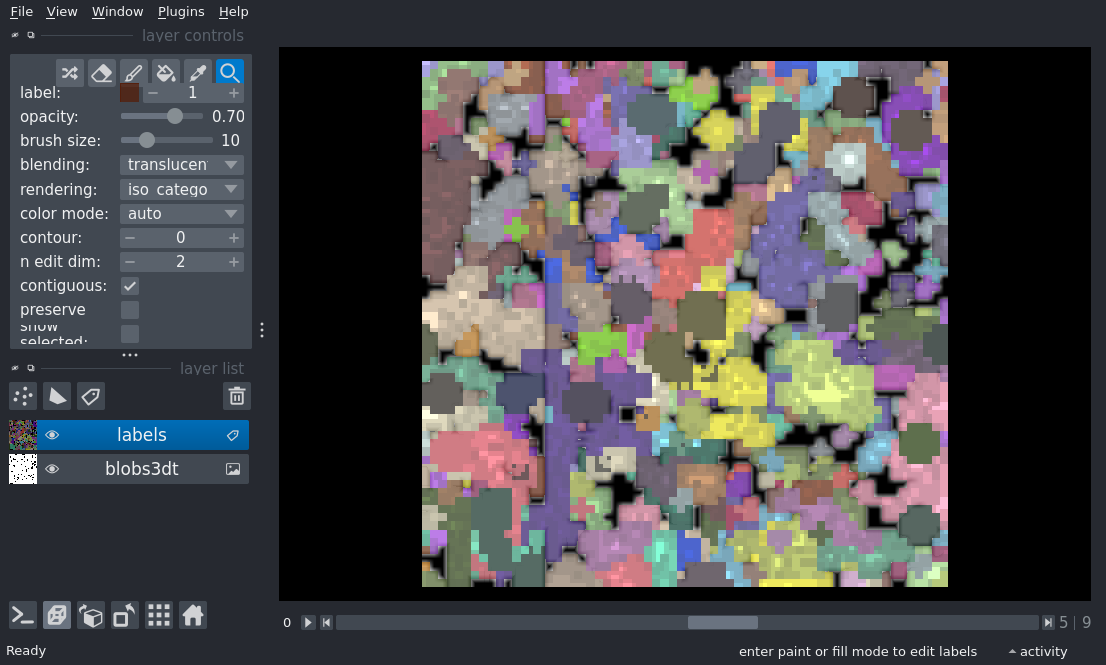 File View Window Plugins Help
layer controls
label: 1
opacity: 0.70
brush size: 10
blending: translucen
rendering: iso_catego
color mode: auto
contour: 0
n edit dim: 2
contiguous:
preserve
show
selected:
layer list
labels
blobs3dt
0 5 | 9
Ready enter paint or fill mode to edit labels activity